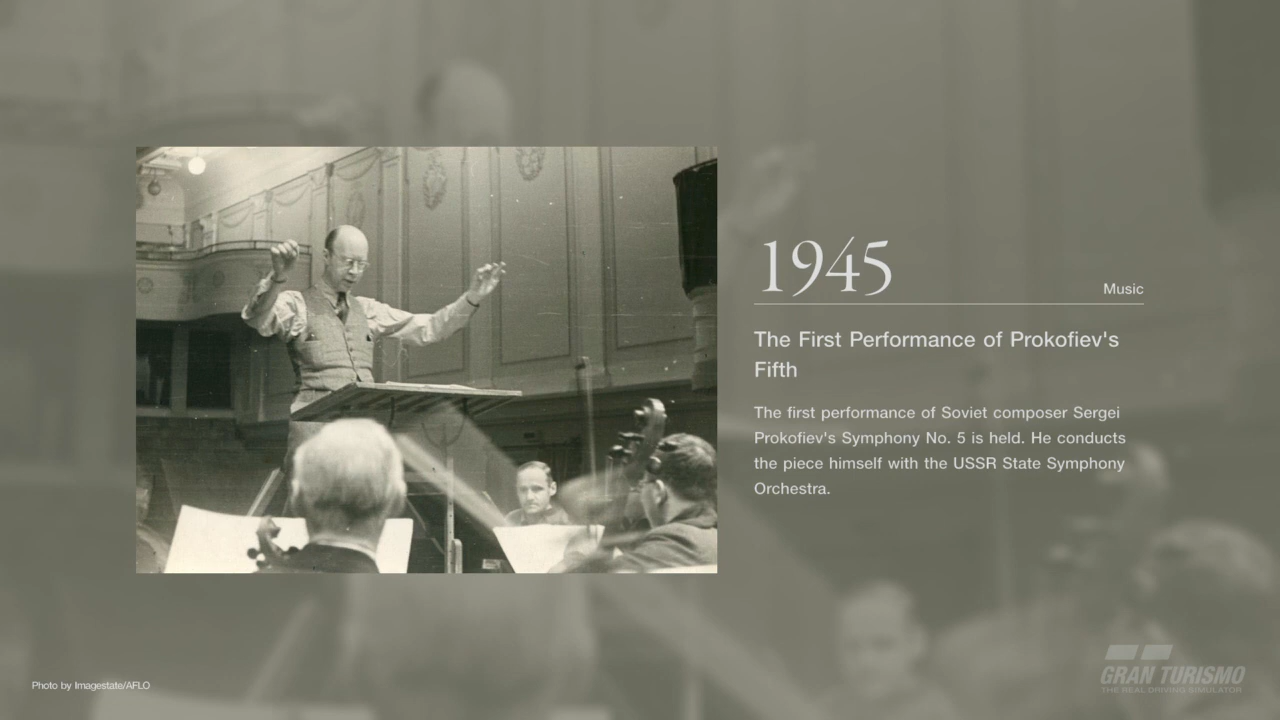 1945
Music
The First Performance of Prokofiev's
Fifth
The first performance of Soviet composer Sergei
Prokofiev's Symphony No. 5 is held. He conducts
the piece himself with the USSR State Symphony
Orchestra.
Photo by Imagestate/AFLO
GRAN TURISMO
THE REAL DRIVING SIMULATOR